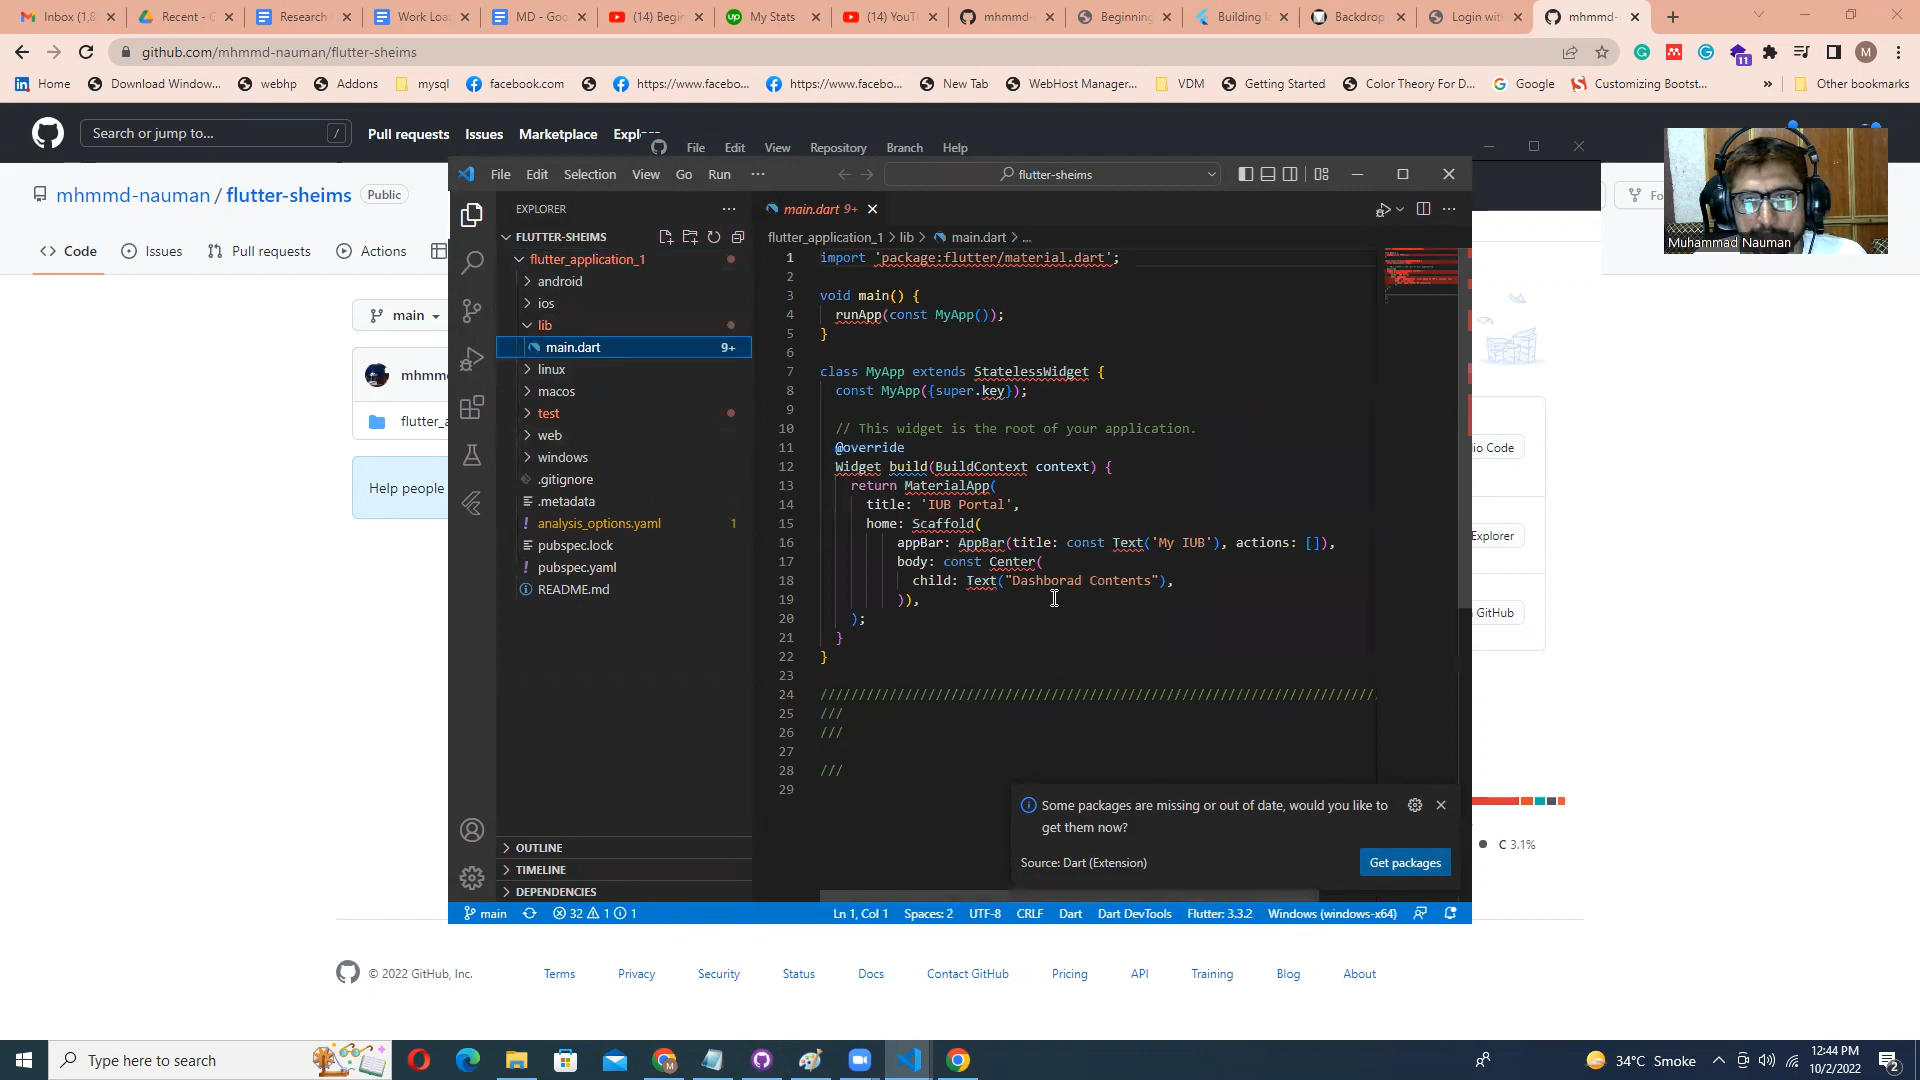 Inbox (1,8
Recent - G
Research
Work Loa
MD - Goo
(14) Begin
My Stats
(14) YouT
mhmmd-
Beginning
Building l
Backdrop
Login with
mhmmd-
github.com/mhmmd-nauman/flutter-sheims
11
M
Home
Download Window...
webhp
Addons
mysql
facebook.com
https://www.facebo...
https://www.facebo...
New Tab
WebHost Manager...
VDM
Getting Started
Color Theory For D...
Google
Customizing Bootst...
»
Other bookmarks
Search or jump to...
/
Pull requests
Issues
Marketplace
File
Edit
View
Repository
Branch
Help
mhmmd-nauman / flutter-sheims
Public
Fo
Muhammad Nauman
Code
Issues
Pull requests
Actions
main
mhmmd
flutter_a
Help people
File
Edit
Selection
View
Go
Run
...
flutter-sheims
EXPLORER
...
FLUTTER-SHEIMS
flutter_application_1
android
ios
lib
main.dart 9+
linux
macos
test
web
windows
.gitignore
.metadata
analysis_options.yaml 1
pubspec.lock
pubspec.yaml
README.md
OUTLINE
TIMELINE
DEPENDENCIES
main.dart 9+
flutter_application_1 > lib > main.dart > ...
1 import 'package:flutter/material.dart';
2
3 void main() {
4 runApp(const MyApp());
5 }
6
7 class MyApp extends StatelessWidget {
8 const MyApp({super.key});
9
10 // This widget is the root of your application.
11 @override
12 Widget build(BuildContext context) {
13 return MaterialApp(
14 title: 'IUB Portal',
15 home: Scaffold(
16 appBar: AppBar(title: const Text('My IUB'), actions: []),
17 body: const Center(
18 child: Text("Dashborad Contents"),
19 )),
20 );
21 }
22 }
23
24 ////////////////////////////////////////////////////////////////////////
25 ///
26 ///
27
28 ///
29
Some packages are missing or out of date, would you like to
get them now?
Source: Dart (Extension)
Get packages
main
32
1
1
Ln 1, Col 1
Spaces: 2
UTF-8
CRLF
Dart
Dart DevTools
Flutter: 3.3.2
Windows (windows-x64)
io Code
Explorer
GitHub
C 3.1%
© 2022 GitHub, Inc.
Terms
Privacy
Security
Status
Docs
Contact GitHub
Pricing
API
Training
Blog
About
Type here to search
34°C Smoke
12:44 PM
10/2/2022
2